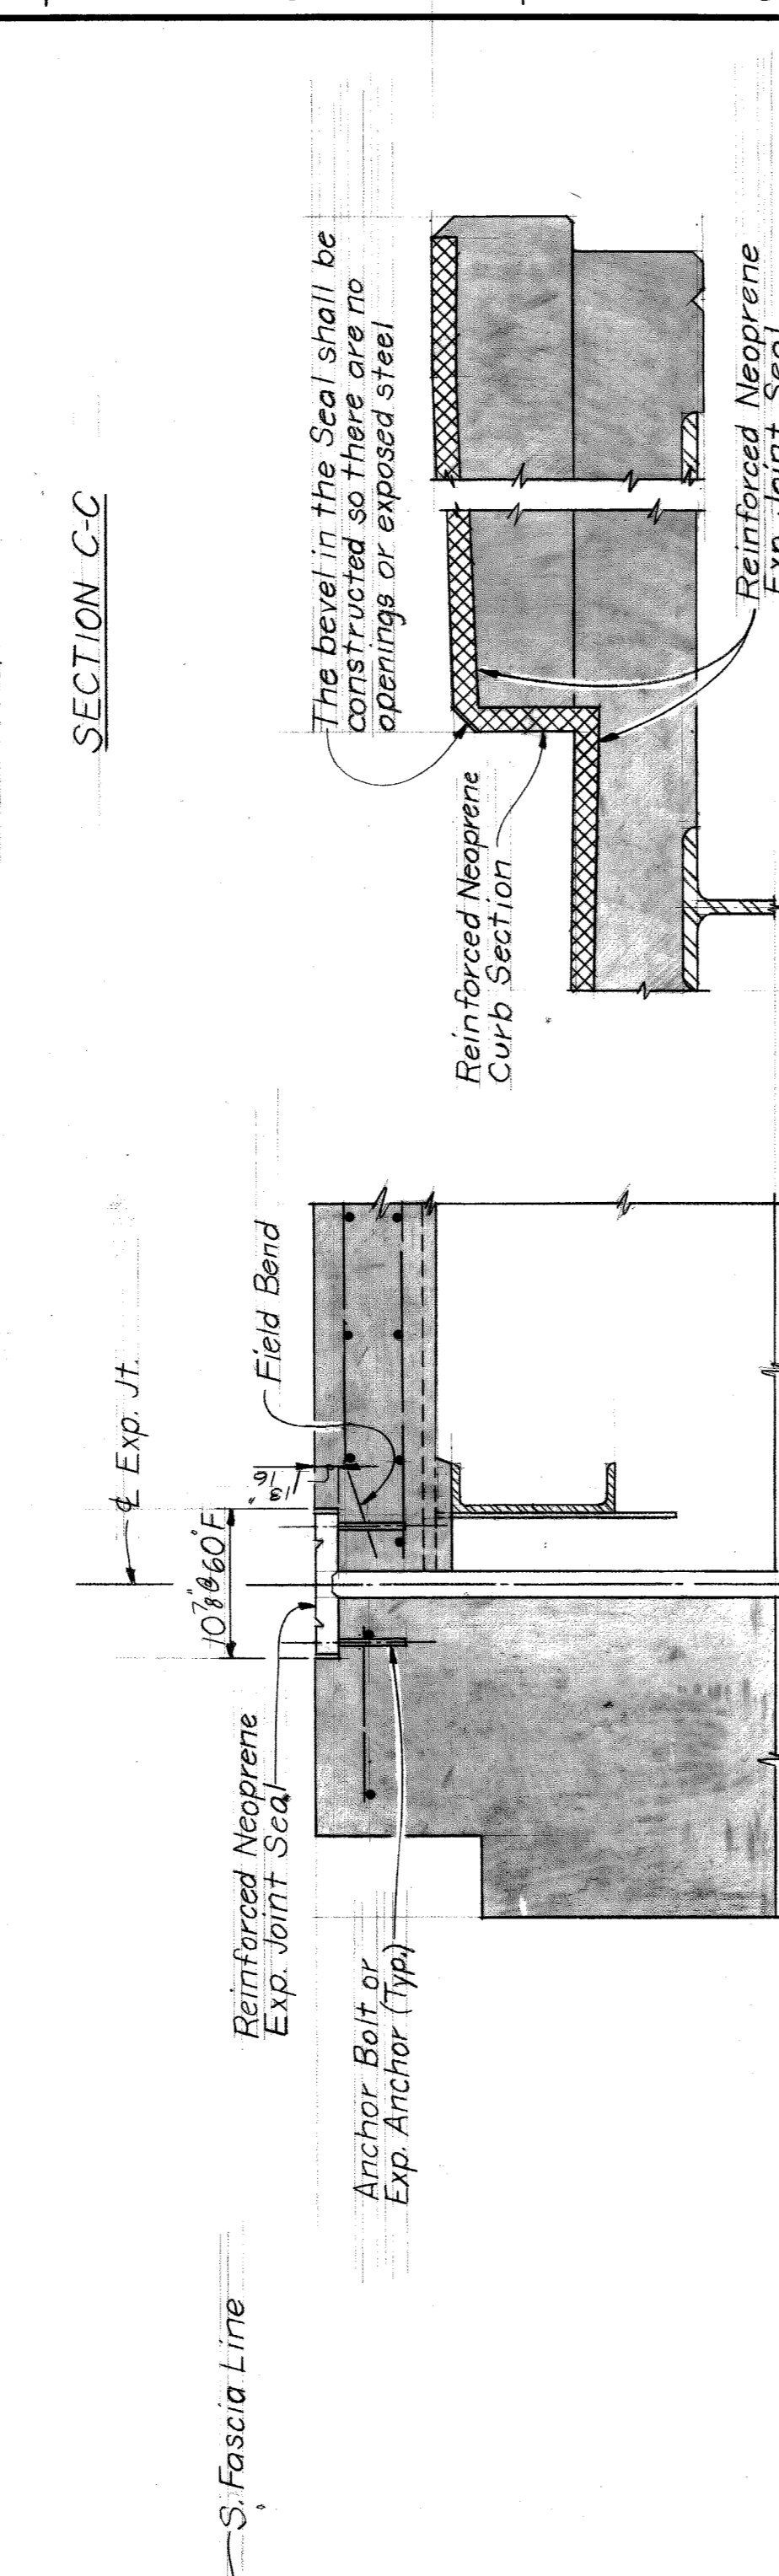 SECTION C-C
The bevel in the Seal shall be
constructed so there are no
openings or exposed steel
Reinforced Neoprene
Curb Section
Reinforced Neoprene
Exp. Joint Seal
℄ Exp. Jt.
10 7/8" @ 60°F
Field Bend
1 13/16"
Reinforced Neoprene
Exp. Joint Seal
Anchor Bolt or
Exp. Anchor (Typ.)
S. Fascia Line